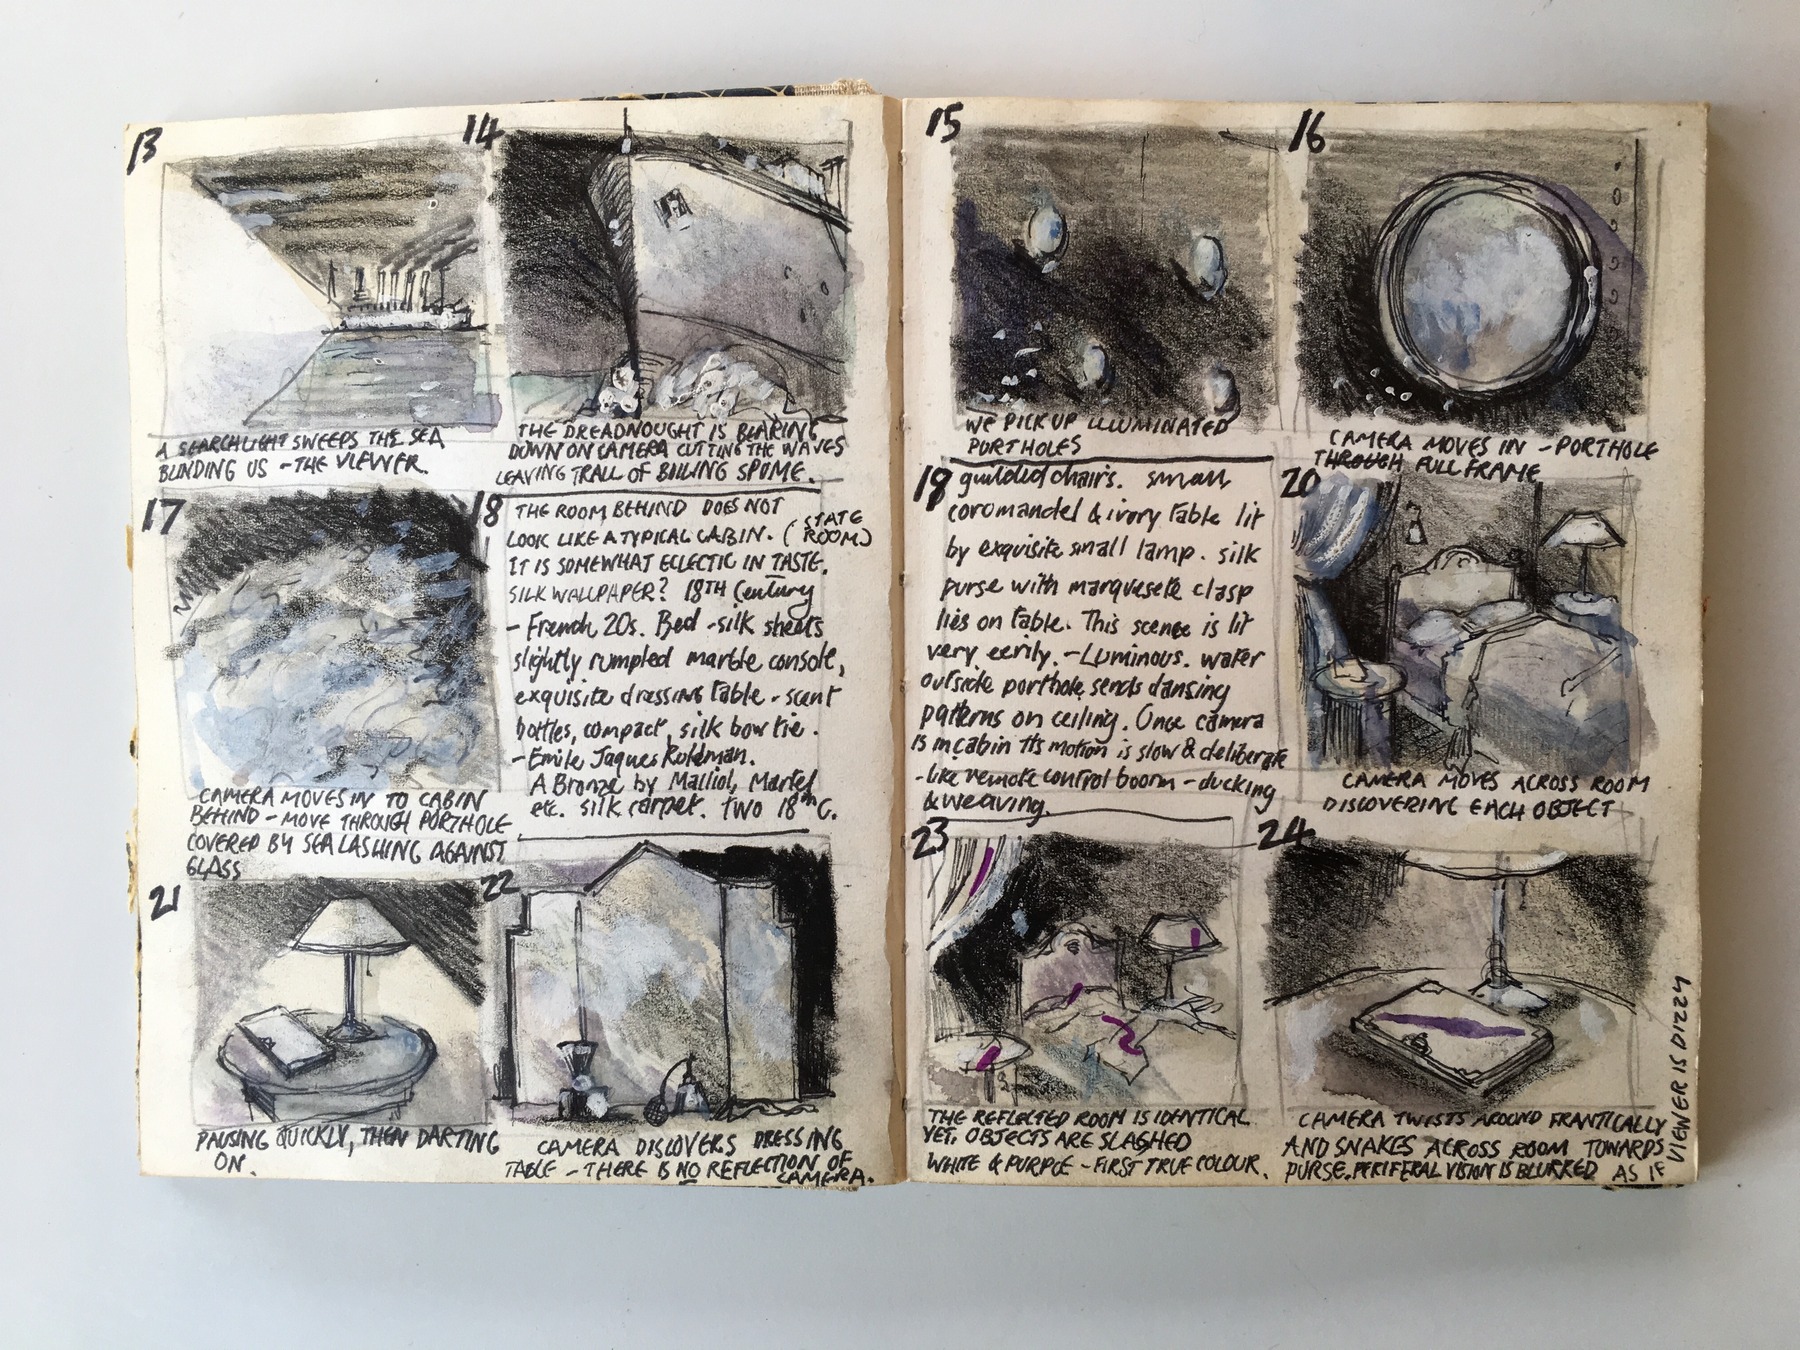 13
A SEARCHLIGHT SWEEPS THE SEA
BLINDING US - THE VIEWER.
14
THE DREADNOUGHT IS BEARING
DOWN ON CAMERA CUTTING THE WAVES
LEAVING TRALL OF BILLING SPUME.
17
CAMERA MOVES IN TO CABIN
BEHIND - MOVE THROUGH PORTHOLE
COVERED BY SEA LASHING AGAINST
GLASS
18
THE ROOM BEHIND DOES NOT
LOOK LIKE A TYPICAL CABIN. (STATE
ROOM)
IT IS SOMEWHAT ECLECTIC IN TASTE.
SILK WALLPAPER? 18TH Century
- French 20s. Bed - silk sheets
slightly rumpled marble console,
exquisite dressing table - scent
bottles, compact, silk bow tie.
- Emile Jaques Ruldman.
A Bronze by Malliol, Martel
etc. silk carpet. two 18th C.
21
PAUSING QUICKLY, THEN DARTING
ON.
22
CAMERA DISCOVERS DRESSING
TABLE - THERE IS NO REFLECTION OF
CAMERA.
15
WE PICK UP ILLUMINATED
PORTHOLES
16
CAMERA MOVES IN - PORTHOLE
THROUGH FULL FRAME
19
guilded chairs. small
coromandel & ivory table lit
by exquisite small lamp. silk
purse with marquesete clasp
lies on table. This scene is lit
very eerily. - Luminous. water
outside porthole sends dansing
patterns on ceiling. Once camera
is in cabin its motion is slow & deliberate
- like remote control boom - ducking
& weaving.
20
CAMERA MOVES ACROSS ROOM
DISCOVERING EACH OBJECT
23
THE REFLECTED ROOM IS IDENTICAL
YET, OBJECTS ARE SLASHED
WHITE & PURPLE - FIRST TRUE COLOUR.
24
CAMERA TWISTS AROUND FRANTICALLY
AND SNAKES ACROSS ROOM TOWARDS
PURSE. PERIFERAL VISION IS BLURRED AS IF
VIEWER IS DIZZY